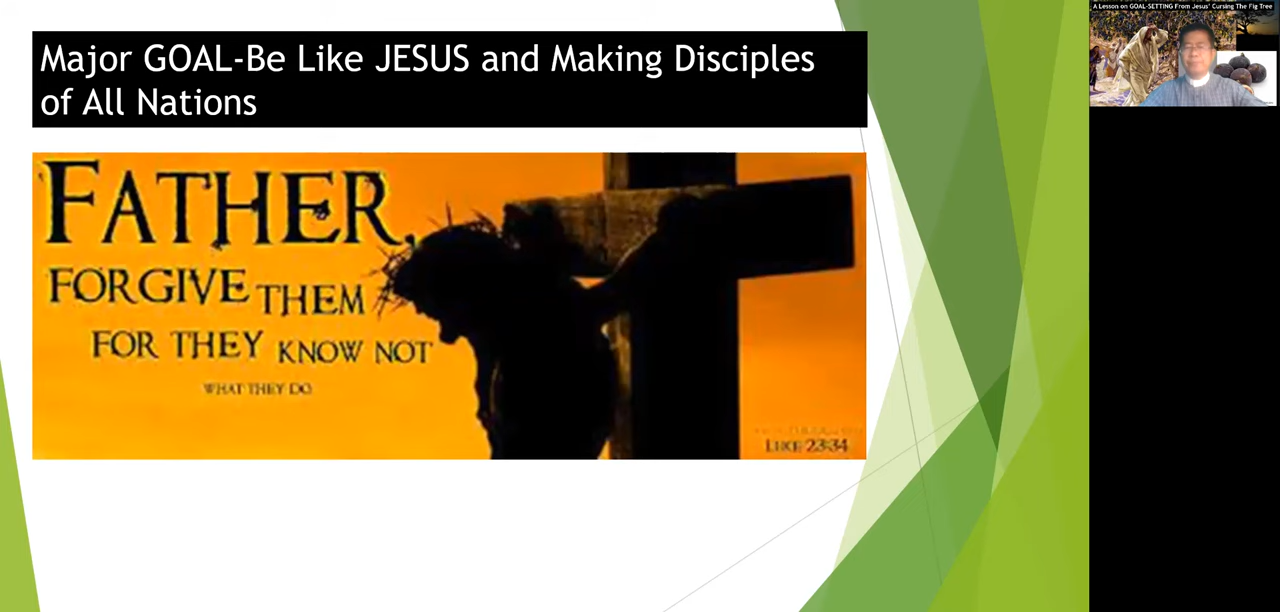 Major GOAL-Be Like JESUS and Making Disciples
of All Nations
FATHER,
FORGIVE THEM
FOR THEY KNOW NOT
WHAT THEY DO
LUKE 23:34
A Lesson on GOAL-SETTING From Jesus' Cursing The Fig Tree